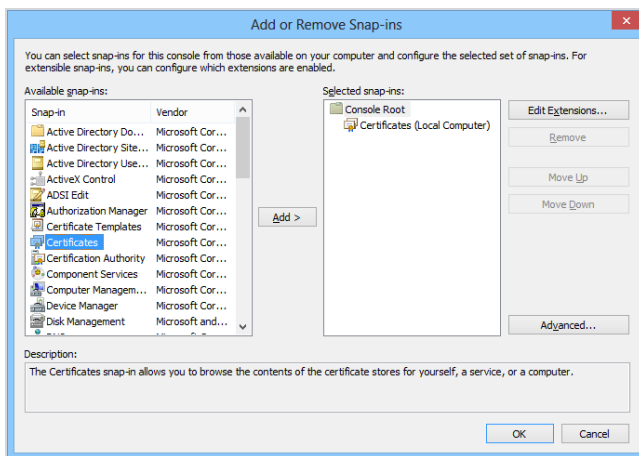 Add or Remove Snap-ins
You can select snap-ins for this console from those available on your computer and configure the selected set of snap-ins. For
extensible snap-ins, you can configure which extensions are enabled.
Available snap-ins:
Selected snap-ins:
Snap-in Vendor
Active Directory Do... Microsoft Cor...
Active Directory Site... Microsoft Cor...
Active Directory Use... Microsoft Cor...
ActiveX Control Microsoft Cor...
ADSI Edit Microsoft Cor...
Authorization Manager Microsoft Cor...
Certificate Templates Microsoft Cor...
Certificates Microsoft Cor...
Certification Authority Microsoft Cor...
Component Services Microsoft Cor...
Computer Managem... Microsoft Cor...
Device Manager Microsoft Cor...
Disk Management Microsoft and...
Add >
Console Root
Certificates (Local Computer)
Edit Extensions...
Remove
Move Up
Move Down
Advanced...
Description:
The Certificates snap-in allows you to browse the contents of the certificate stores for yourself, a service, or a computer.
OK
Cancel